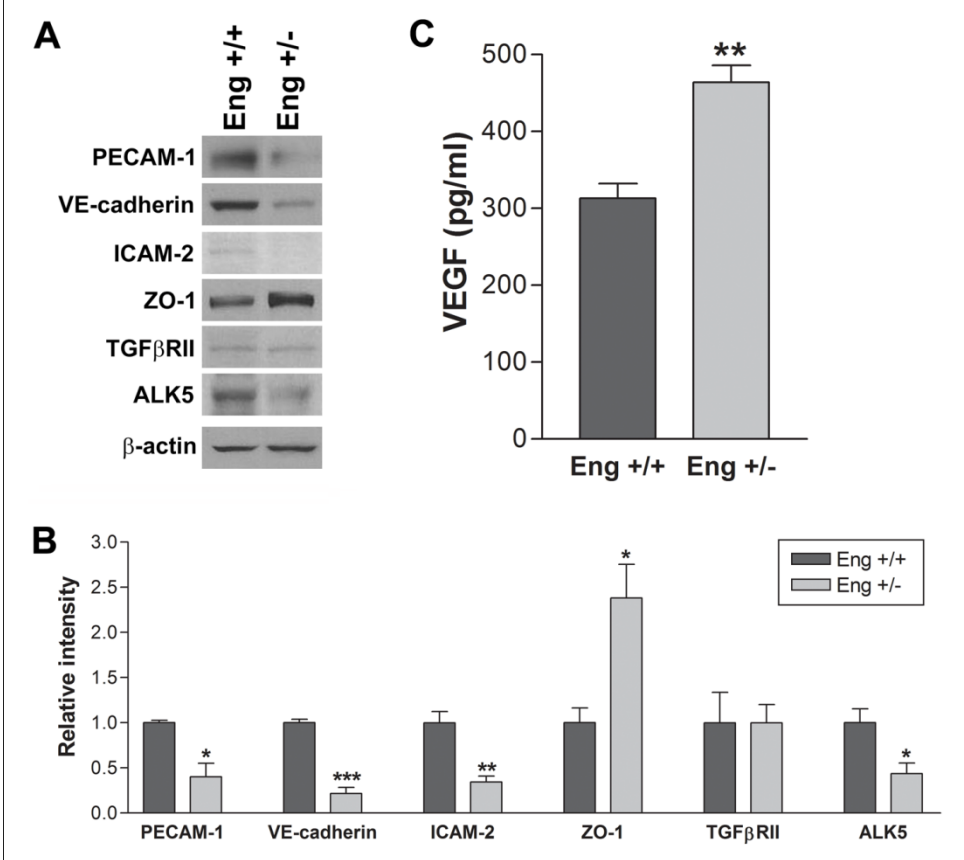 A
Eng +/+
Eng +/-
PECAM-1
VE-cadherin
ICAM-2
ZO-1
TGFβRII
ALK5
β-actin
C
**
500
400
300
200
100
0
VEGF (pg/ml)
Eng +/+ Eng +/-
B
3.0
2.5
2.0
1.5
1.0
0.5
0.0
Relative intensity
*
***
**
*
*
Eng +/+
Eng +/-
PECAM-1 VE-cadherin ICAM-2 ZO-1 TGFβRII ALK5